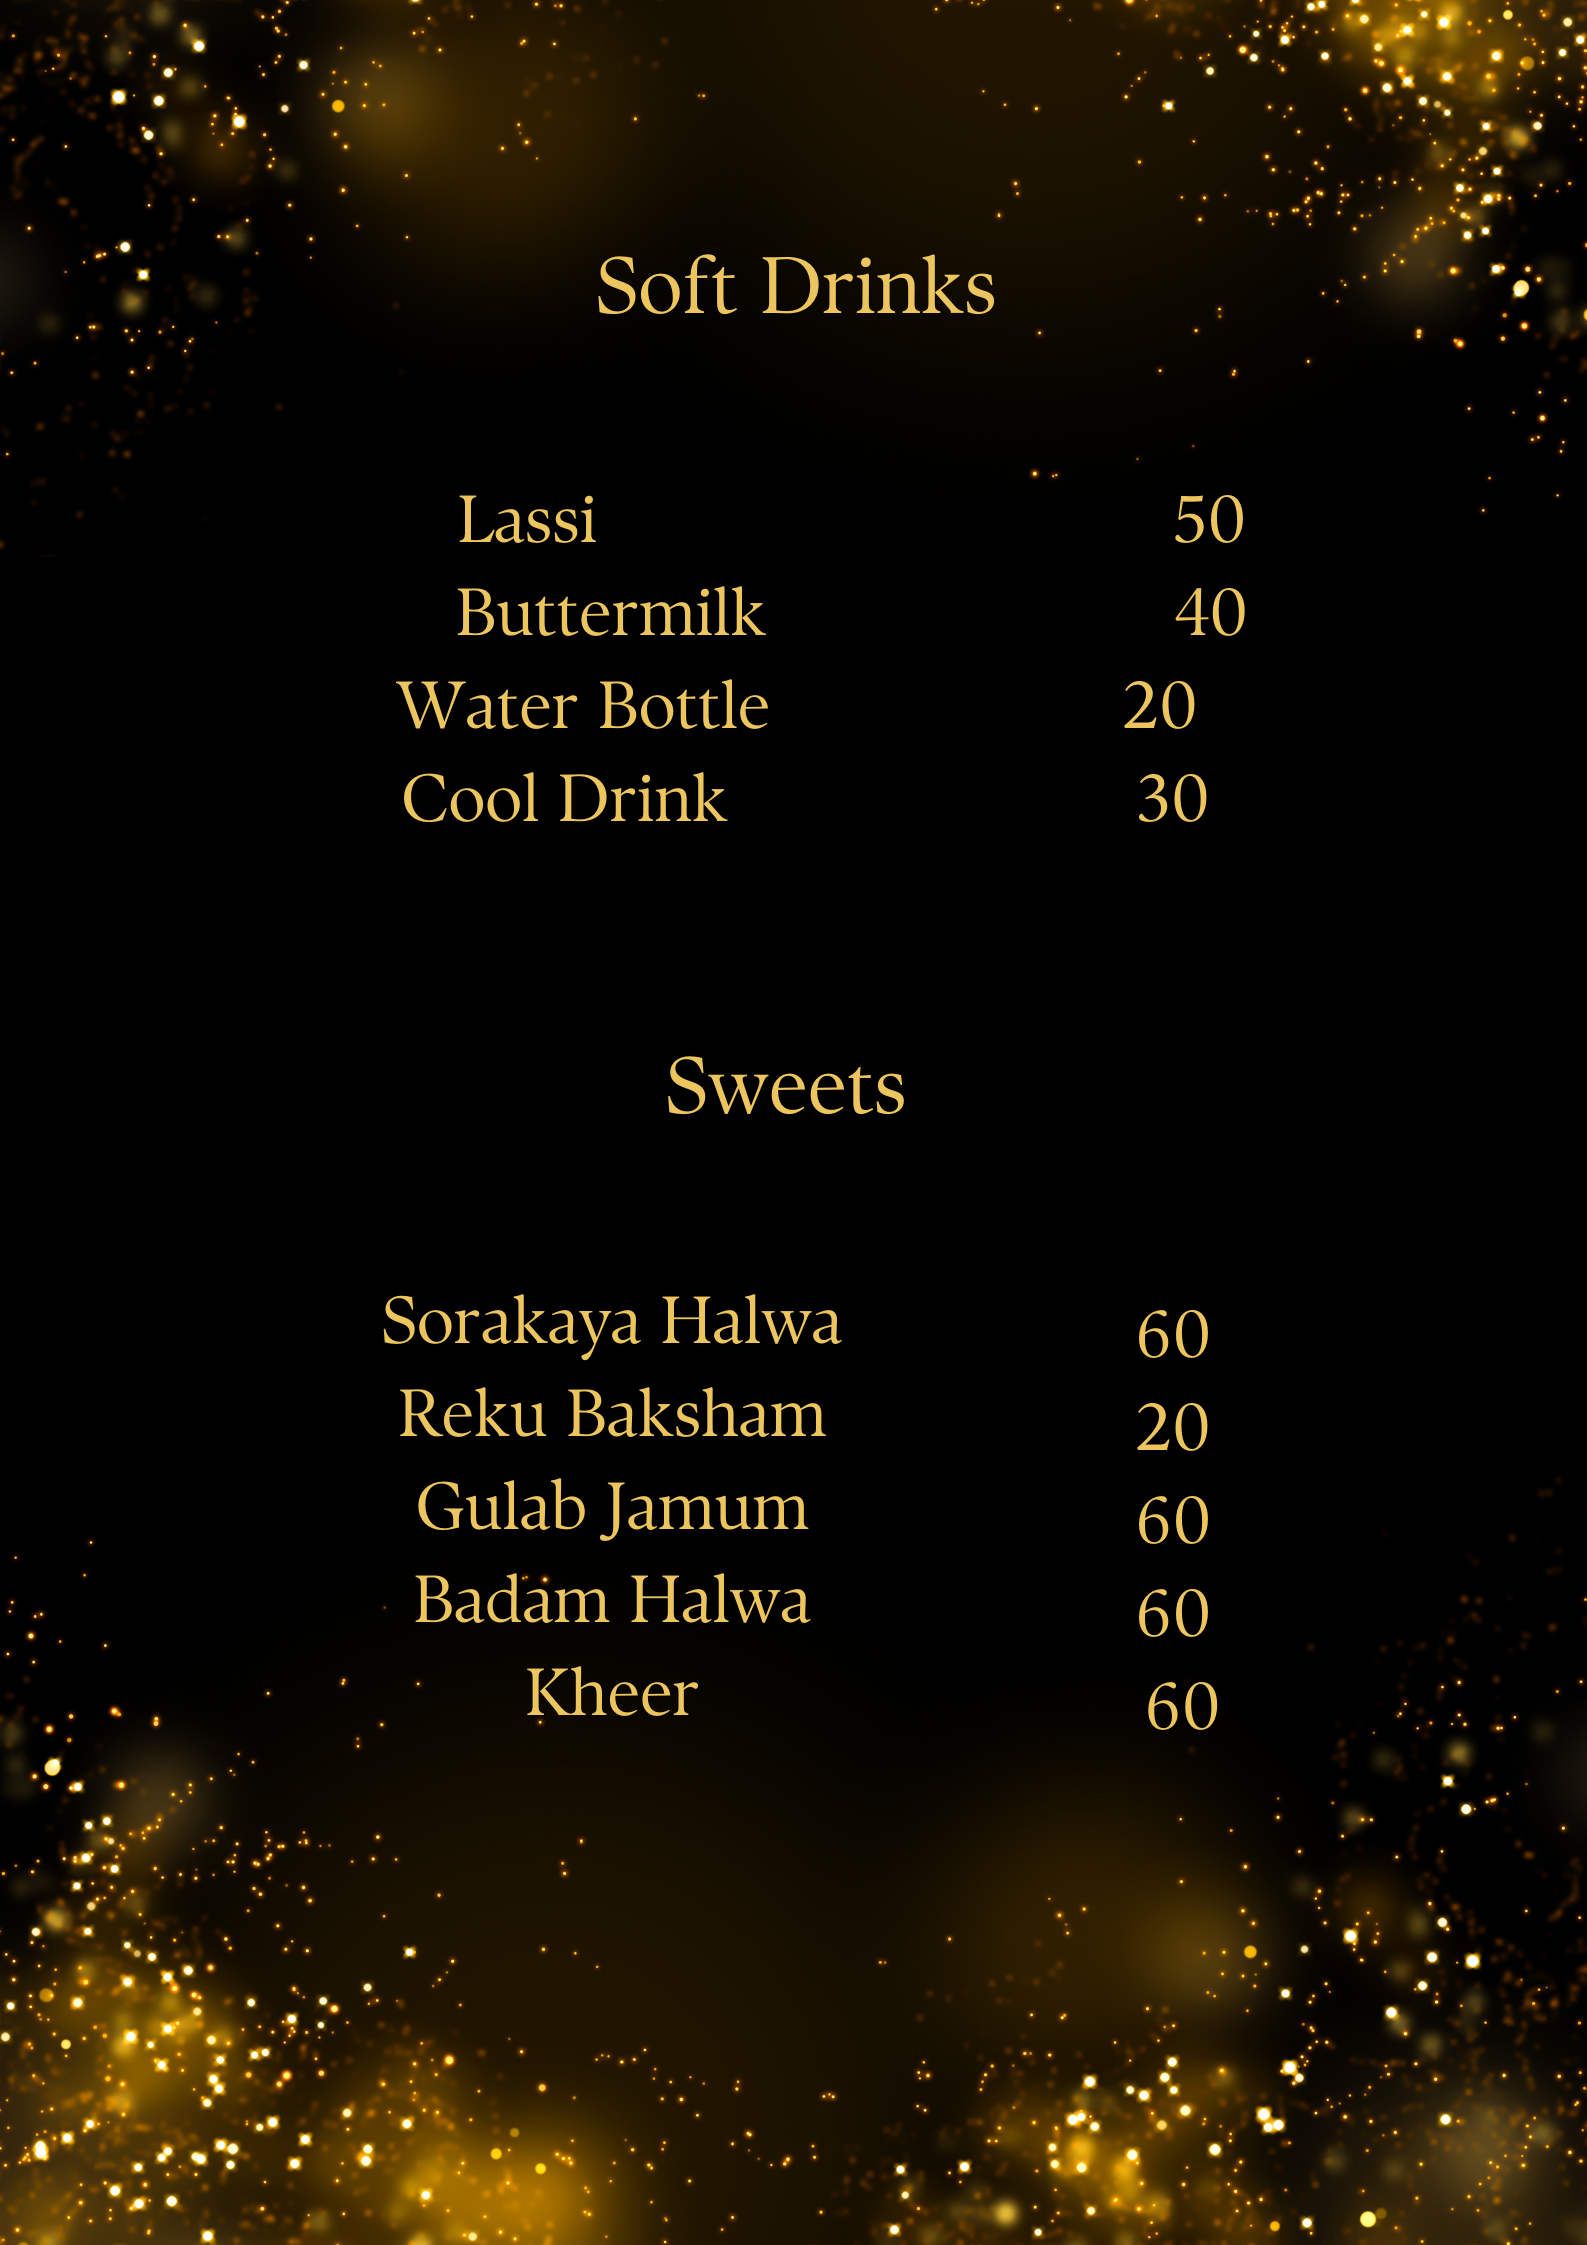 Soft Drinks
Lassi 50
Buttermilk 40
Water Bottle 20
Cool Drink 30
Sweets
Sorakaya Halwa 60
Reku Baksham 20
Gulab Jamum 60
Badam Halwa 60
Kheer 60